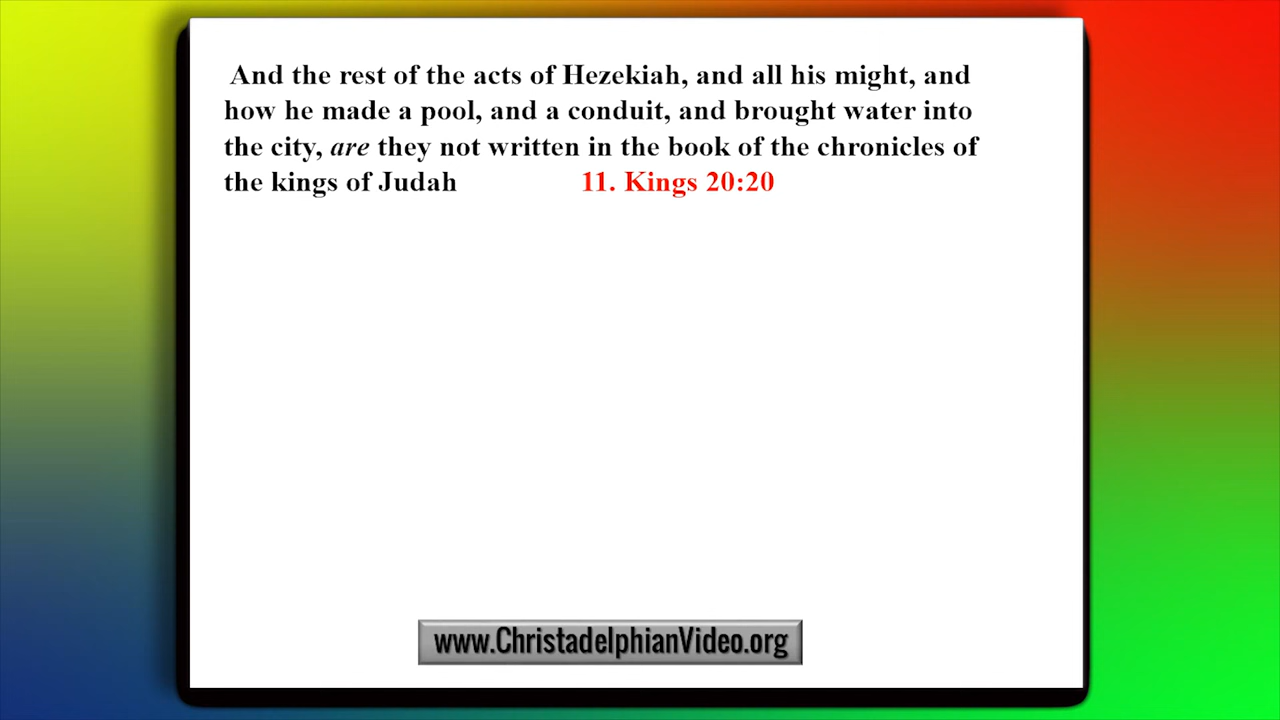 And the rest of the acts of Hezekiah, and all his might, and
how he made a pool, and a conduit, and brought water into
the city, are they not written in the book of the chronicles of
the kings of Judah 11. Kings 20:20
www.ChristadelphianVideo.org